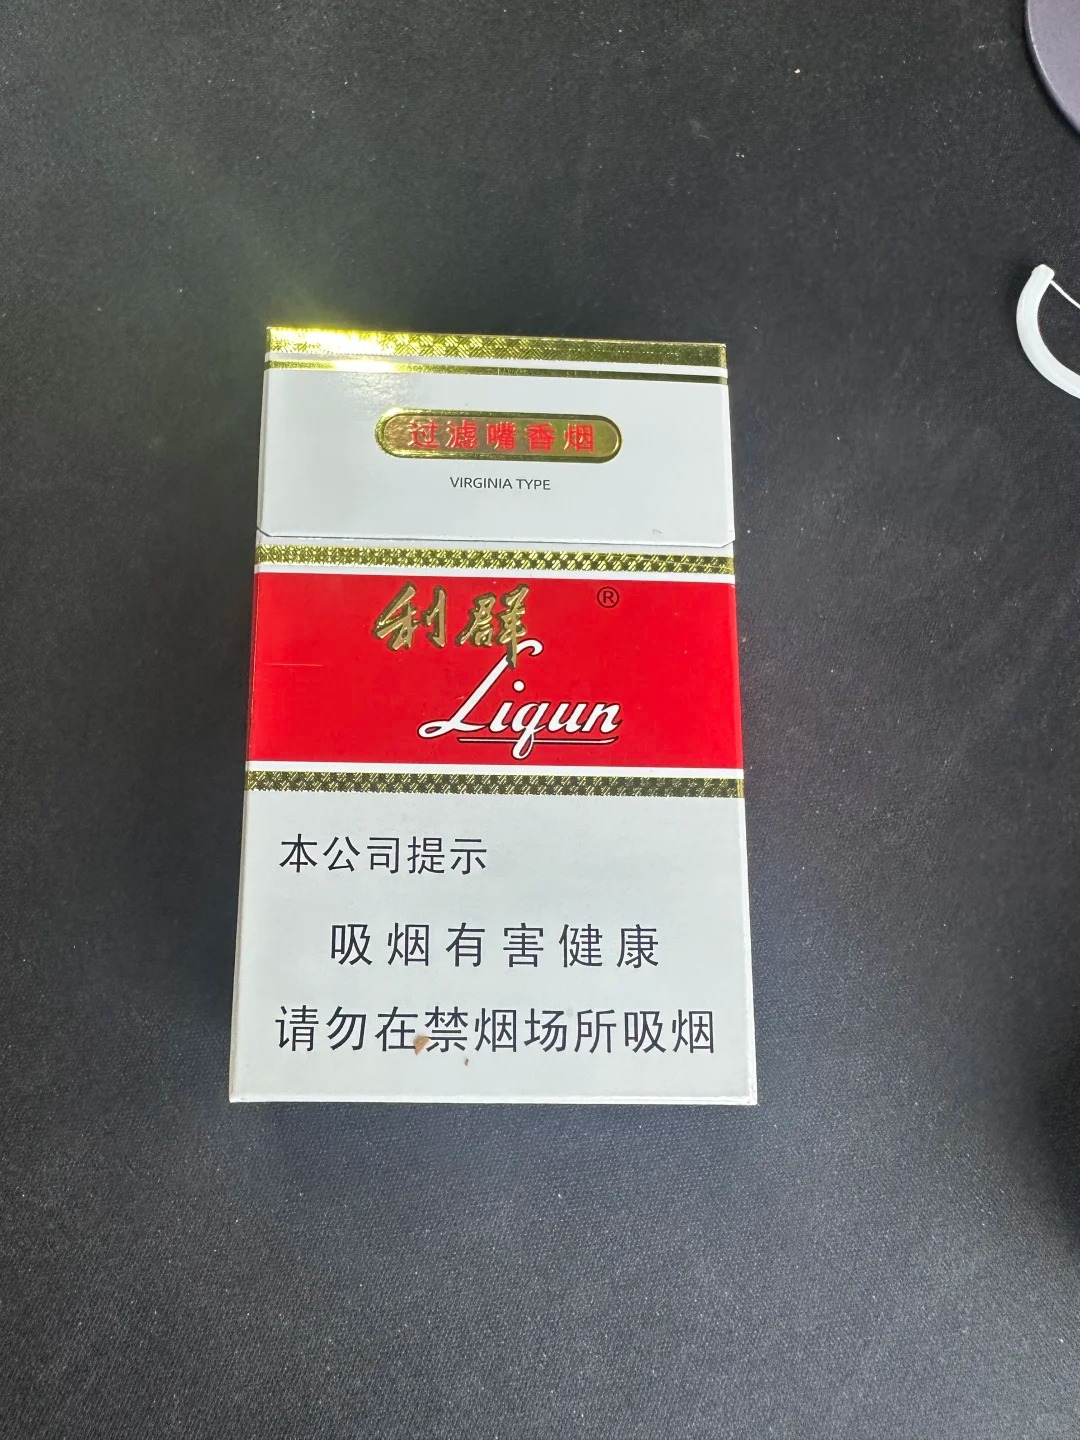 过滤嘴香烟
VIRGINIA TYPE
利群 ®
Liqun
本公司提示
吸烟有害健康
请勿在禁烟场所吸烟